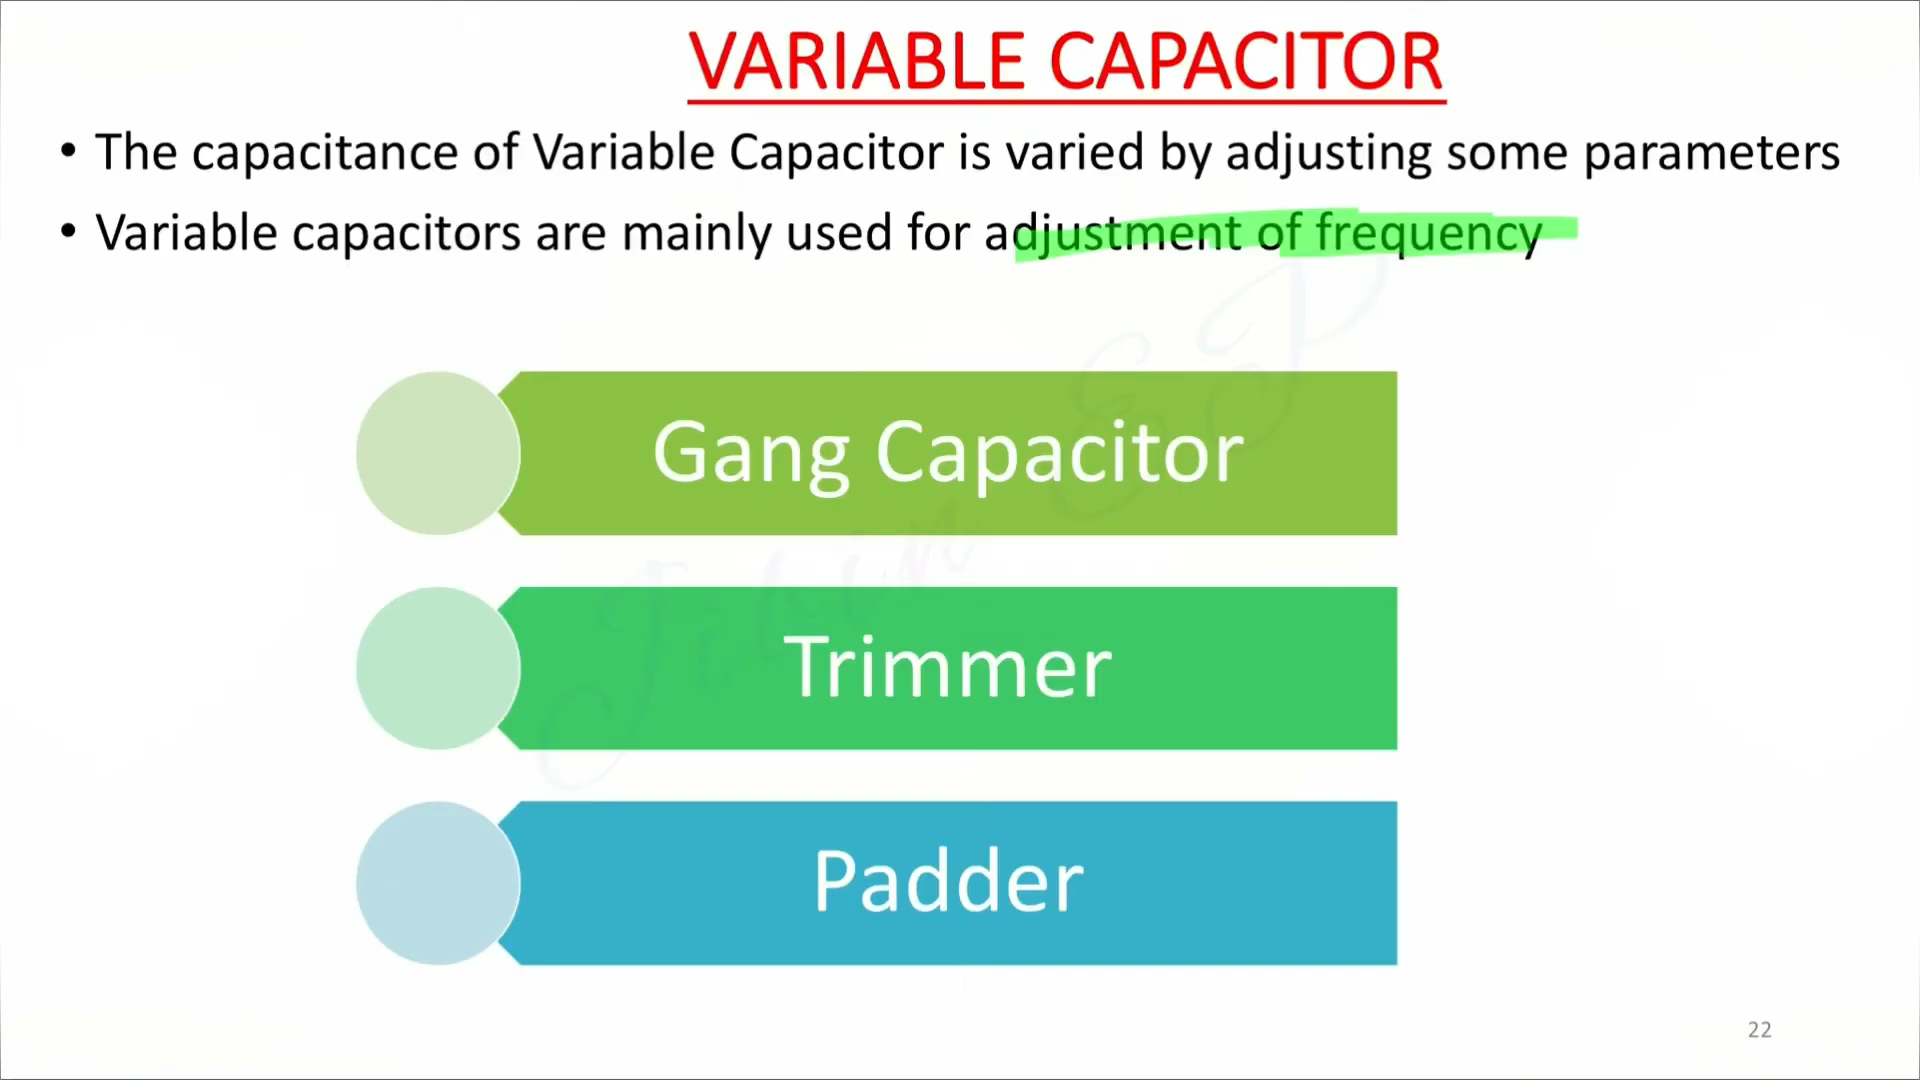 VARIABLE CAPACITOR
• The capacitance of Variable Capacitor is varied by adjusting some parameters
• Variable capacitors are mainly used for adjustment of frequency
Gang Capacitor
Trimmer
Padder
Jibin E P
22